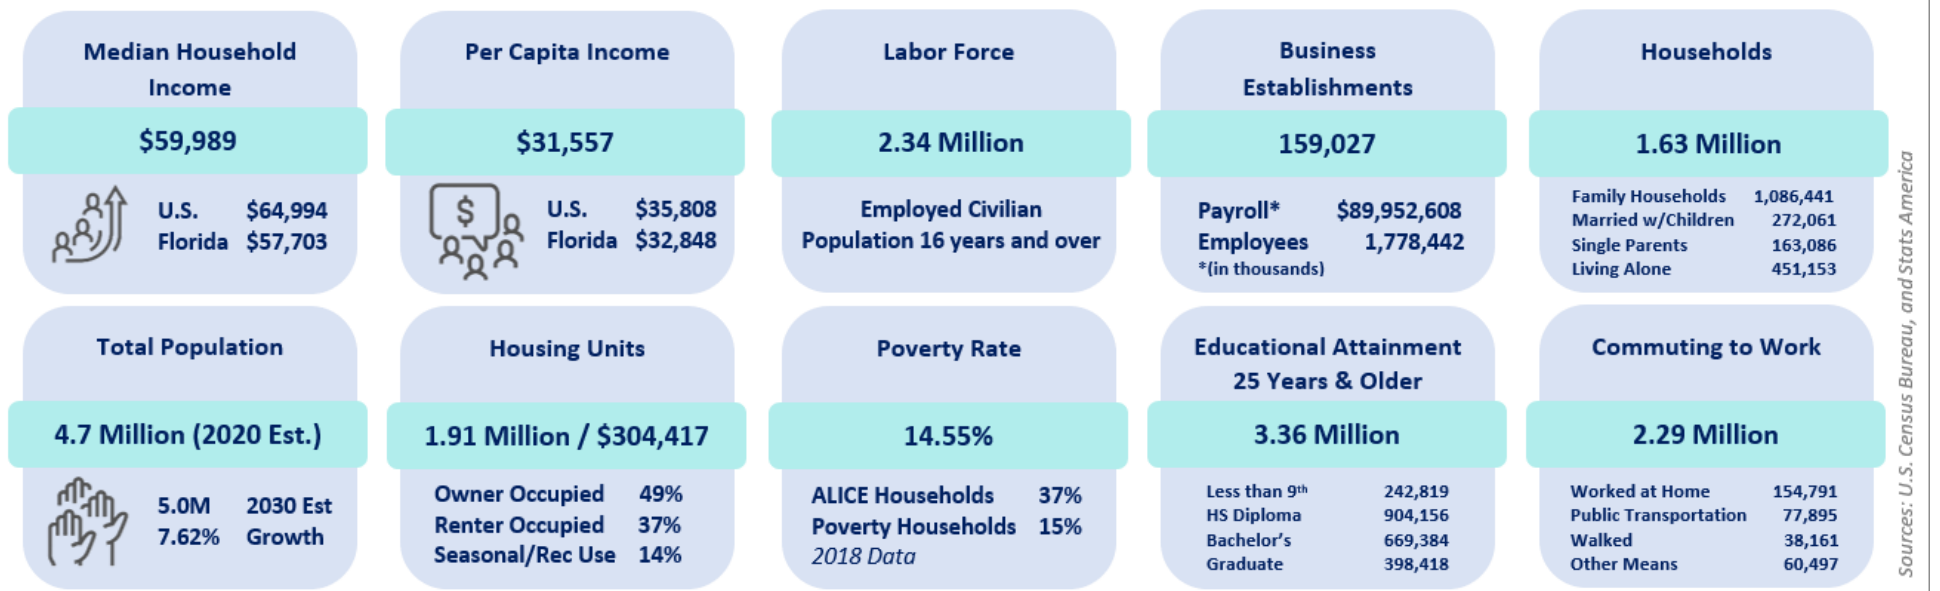 Median Household
Income
$59,989
U.S. $64,994
Florida $57,703
Per Capita Income
$31,557
$
U.S. $35,808
Florida $32,848
Labor Force
2.34 Million
Employed Civilian
Population 16 years and over
Business
Establishments
159,027
Payroll* $89,952,608
Employees 1,778,442
*(in thousands)
Households
1.63 Million
Family Households 1,086,441
Married w/Children 272,061
Single Parents 163,086
Living Alone 451,153
Total Population
4.7 Million (2020 Est.)
5.0M 2030 Est
7.62% Growth
Housing Units
1.91 Million / $304,417
Owner Occupied 49%
Renter Occupied 37%
Seasonal/Rec Use 14%
Poverty Rate
14.55%
ALICE Households 37%
Poverty Households 15%
2018 Data
Educational Attainment
25 Years & Older
3.36 Million
Less than 9th 242,819
HS Diploma 904,156
Bachelor's 669,384
Graduate 398,418
Commuting to Work
2.29 Million
Worked at Home 154,791
Public Transportation 77,895
Walked 38,161
Other Means 60,497
Sources: U.S. Census Bureau, and Stats America